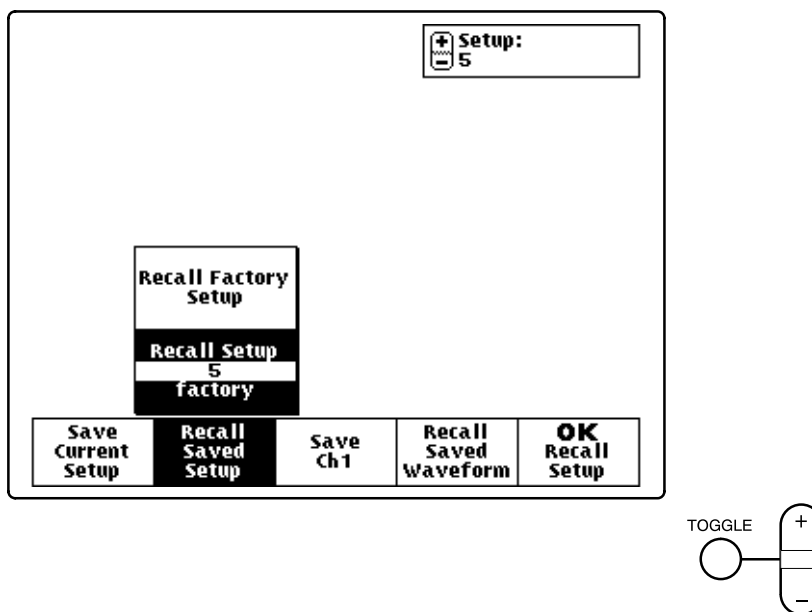 + Setup:
− 5
Recall Factory
Setup
Recall Setup
5
factory
Save
Current
Setup
Recall
Saved
Setup
Save
Ch1
Recall
Saved
Waveform
OK
Recall
Setup
TOGGLE
+
−